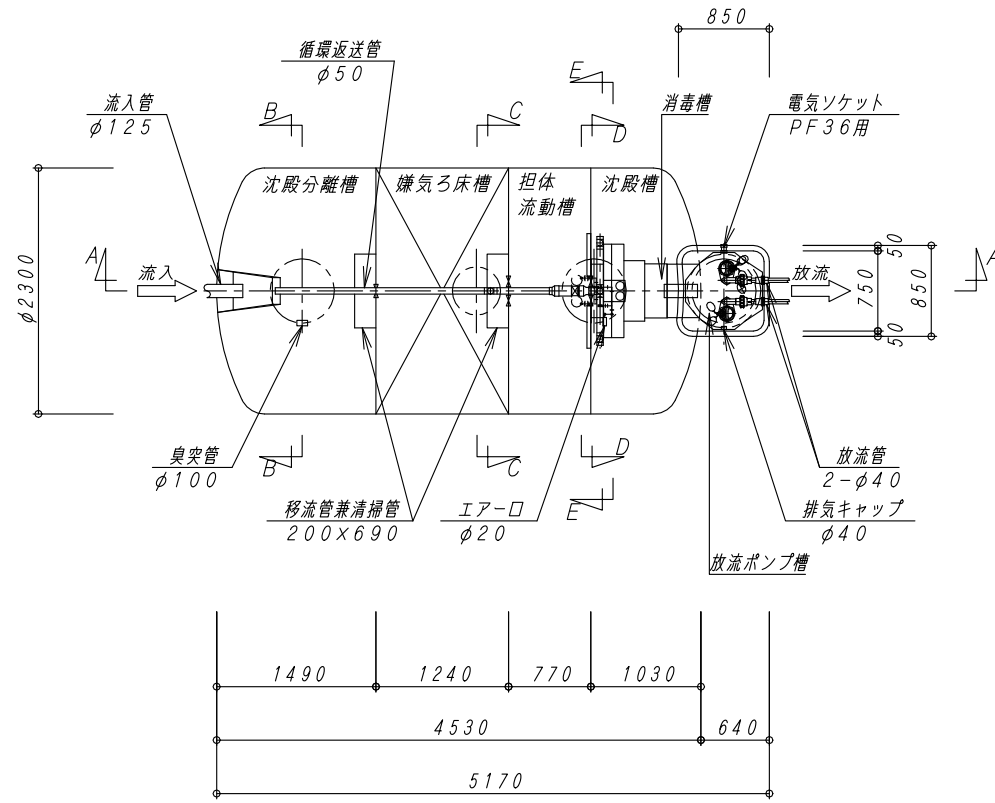 850
循環返送管
φ50
流入管
φ125
消毒槽
電気ソケット
PF36用
B
C
E
D
沈殿分離槽
嫌気ろ床槽
担体
流動槽
沈殿槽
A
流入
放流
A
φ2300
50
750
850
50
臭突管
φ100
B
C
D
E
移流管兼清掃管
200×690
エアー口
φ20
放流管
2-φ40
排気キャップ
φ40
放流ポンプ槽
1490
1240
770
1030
4530
640
5170